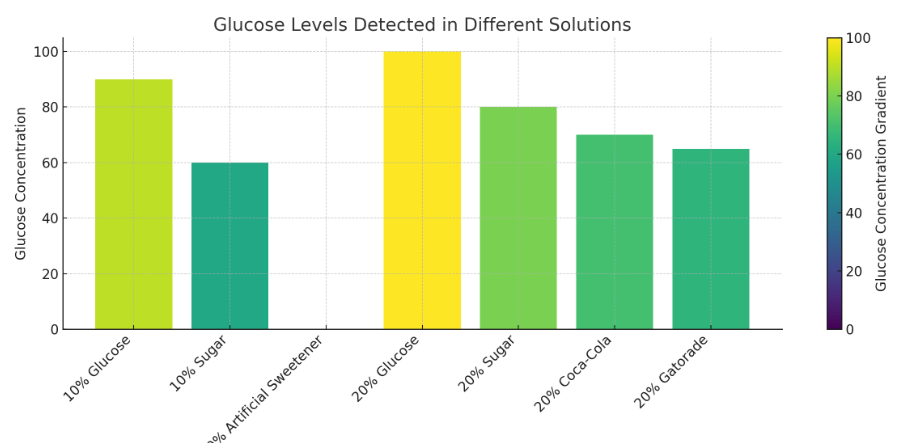 Glucose Levels Detected in Different Solutions
Glucose Concentration
100
80
60
40
20
0
10% Glucose
10% Sugar
% Artificial Sweetener
20% Glucose
20% Sugar
20% Coca-Cola
20% Gatorade
100
80
60
40
20
0
Glucose Concentration Gradient